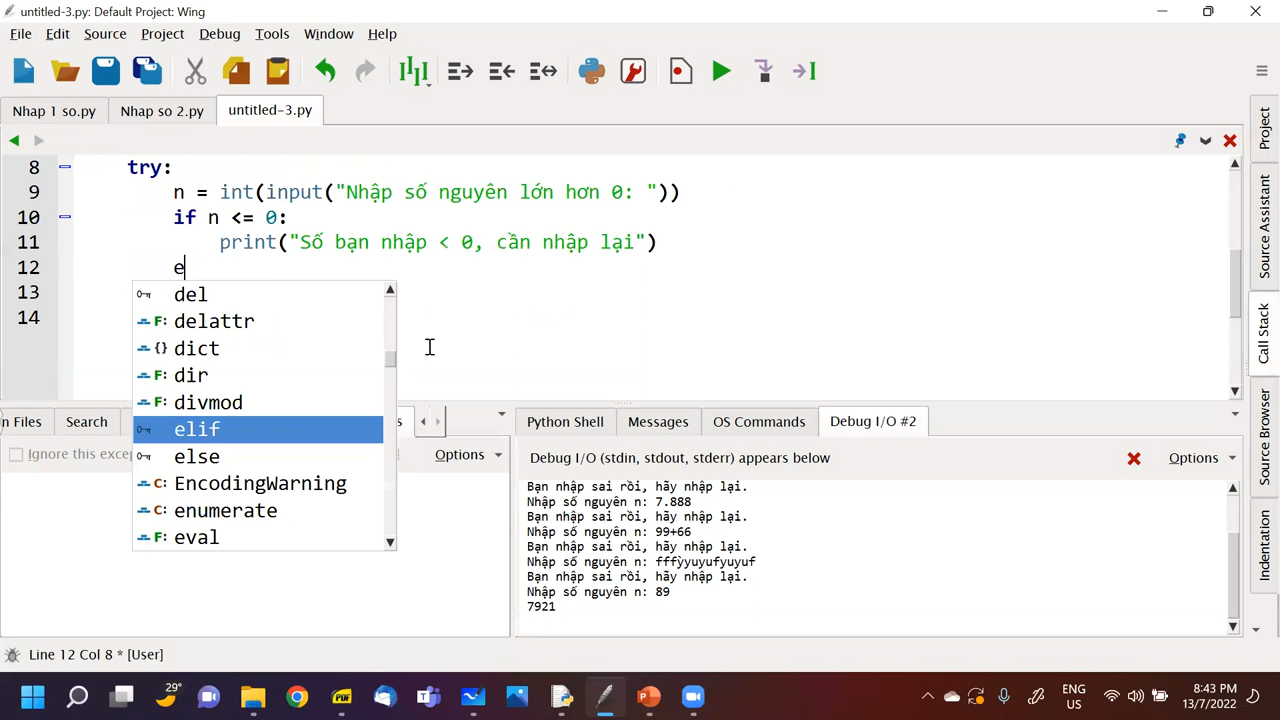 untitled-3.py: Default Project: Wing
File Edit Source Project Debug Tools Window Help
Nhap 1 so.py Nhap so 2.py untitled-3.py
8 try:
9 n = int(input("Nhập số nguyên lớn hơn 0: "))
10 if n <= 0:
11 print("Số bạn nhập < 0, cần nhập lại")
12 e
13
14
del
F: delattr
{} dict
F: dir
F: divmod
elif
else
C: EncodingWarning
C: enumerate
F: eval
Project
Source Assistant
Call Stack
Source Browser
Indentation
n Files Search s
Ignore this excep Options
Python Shell Messages OS Commands Debug I/O #2
Debug I/O (stdin, stdout, stderr) appears below Options
Bạn nhập sai rồi, hãy nhập lại.
Nhập số nguyên n: 7.888
Bạn nhập sai rồi, hãy nhập lại.
Nhập số nguyên n: 99+66
Bạn nhập sai rồi, hãy nhập lại.
Nhập số nguyên n: fffỳyuyufyuyuf
Bạn nhập sai rồi, hãy nhập lại.
Nhập số nguyên n: 89
7921
Line 12 Col 8 * [User]
29°
PDF
ENG
US
8:43 PM
13/7/2022